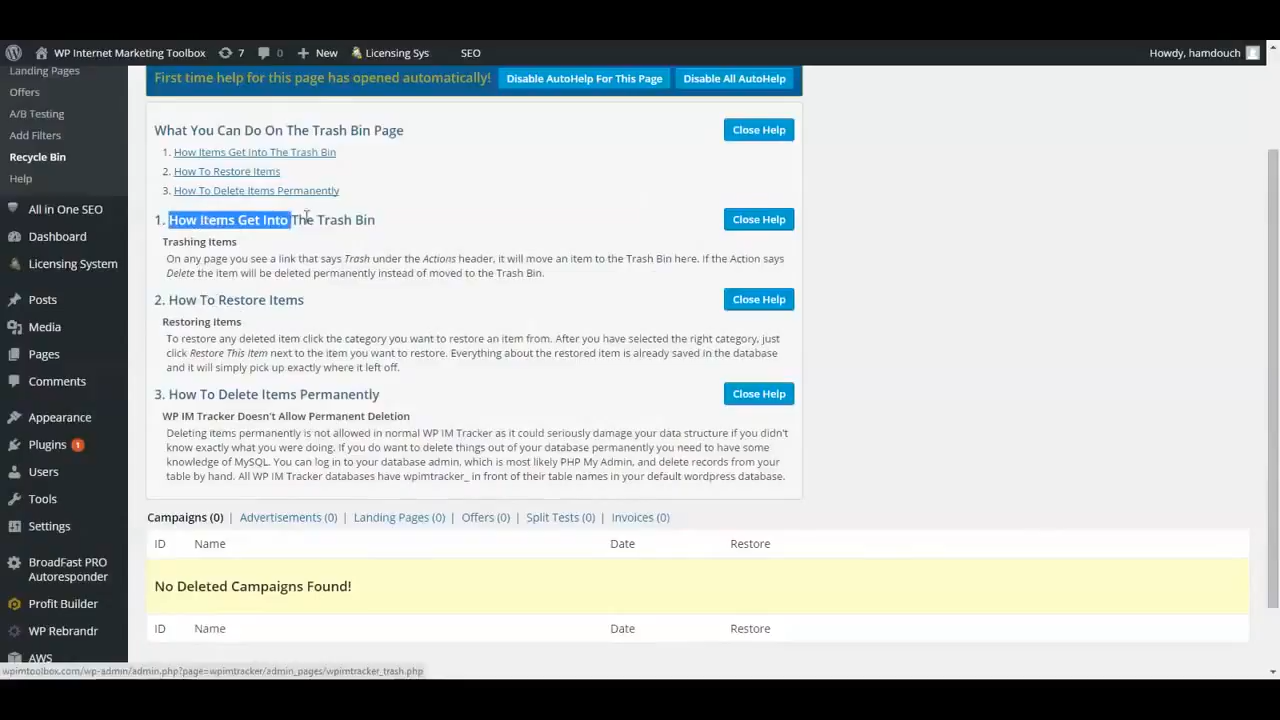 WP Internet Marketing Toolbox 7 0 New Licensing Sys SEO Howdy, hamdouch
Landing Pages
Offers
A/B Testing
Add Filters
Recycle Bin
Help
All in One SEO
Dashboard
Licensing System
Posts
Media
Pages
Comments
Appearance
Plugins 1
Users
Tools
Settings
BroadFast PRO
Autoresponder
Profit Builder
WP Rebrandr
AWS
First time help for this page has opened automatically! Disable AutoHelp For This Page Disable All AutoHelp
What You Can Do On The Trash Bin Page Close Help
1. How Items Get Into The Trash Bin
2. How To Restore Items
3. How To Delete Items Permanently
1. How Items Get Into The Trash Bin Close Help
Trashing Items
On any page you see a link that says Trash under the Actions header, it will move an item to the Trash Bin here. If the Action says
Delete the item will be deleted permanently instead of moved to the Trash Bin.
2. How To Restore Items Close Help
Restoring Items
To restore any deleted item click the category you want to restore an item from. After you have selected the right category, just
click Restore This Item next to the item you want to restore. Everything about the restored item is already saved in the database
and it will simply pick up exactly where it left off.
3. How To Delete Items Permanently Close Help
WP IM Tracker Doesn't Allow Permanent Deletion
Deleting items permanently is not allowed in normal WP IM Tracker as it could seriously damage your data structure if you didn't
know exactly what you were doing. If you do want to delete things out of your database permanently you need to have some
knowledge of MySQL. You can log in to your database admin, which is most likely PHP My Admin, and delete records from your
table by hand. All WP IM Tracker databases have wpimtracker_ in front of their table names in your default wordpress database.
Campaigns (0) | Advertisements (0) | Landing Pages (0) | Offers (0) | Split Tests (0) | Invoices (0)
ID Name Date Restore
No Deleted Campaigns Found!
ID Name Date Restore
wpimtoolbox.com/wp-admin/admin.php?page=wpimtracker/admin_pages/wpimtracker_trash.php